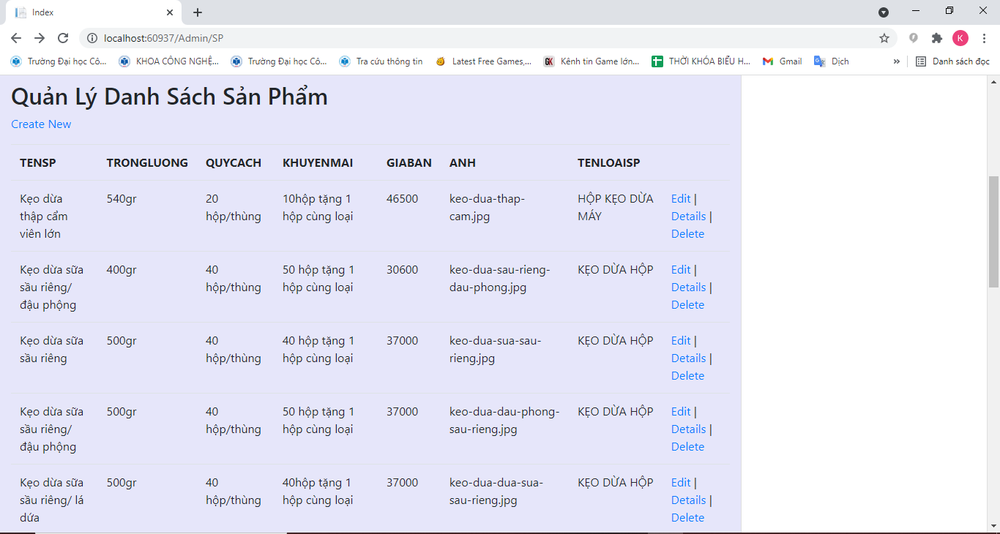 Index
localhost:60937/Admin/SP
K
Trường Đại học Cô... KHOA CÔNG NGHỆ... Trường Đại học Cô... Tra cứu thông tin Latest Free Games,... GK Kênh tin Game lớn... THỜI KHÓA BIỂU H... Gmail Dịch » Danh sách đọc
Quản Lý Danh Sách Sản Phẩm
Create New
TENSP TRONGLUONG QUYCACH KHUYENMAI GIABAN ANH TENLOAISP
Kẹo dừa 540gr 20 10hộp tặng 1 46500 keo-dua-thap- HỘP KẸO DỪA Edit |
thập cẩm hộp/thùng hộp cùng loại cam.jpg MÁY Details |
viên lớn Delete
Kẹo dừa sữa 400gr 40 50 hộp tặng 1 30600 keo-dua-sau-rieng- KẸO DỪA HỘP Edit |
sầu riêng/ hộp/thùng hộp cùng loại dau-phong.jpg Details |
đậu phộng Delete
Kẹo dừa sữa 500gr 40 40 hộp tặng 1 37000 keo-dua-sua-sau- KẸO DỪA HỘP Edit |
sầu riêng hộp/thùng hộp cùng loại rieng.jpg Details |
Delete
Kẹo dừa sữa 500gr 40 50 hộp tặng 1 37000 keo-dua-dau-phong- KẸO DỪA HỘP Edit |
sầu riêng/ hộp/thùng hộp cùng loại sau-rieng.jpg Details |
đậu phộng Delete
Kẹo dừa sữa 500gr 40 40hộp tặng 1 37000 keo-dua-dua-sua- KẸO DỪA HỘP Edit |
sầu riêng/ lá hộp/thùng hộp cùng loại sau-rieng.jpg Details |
dứa Delete